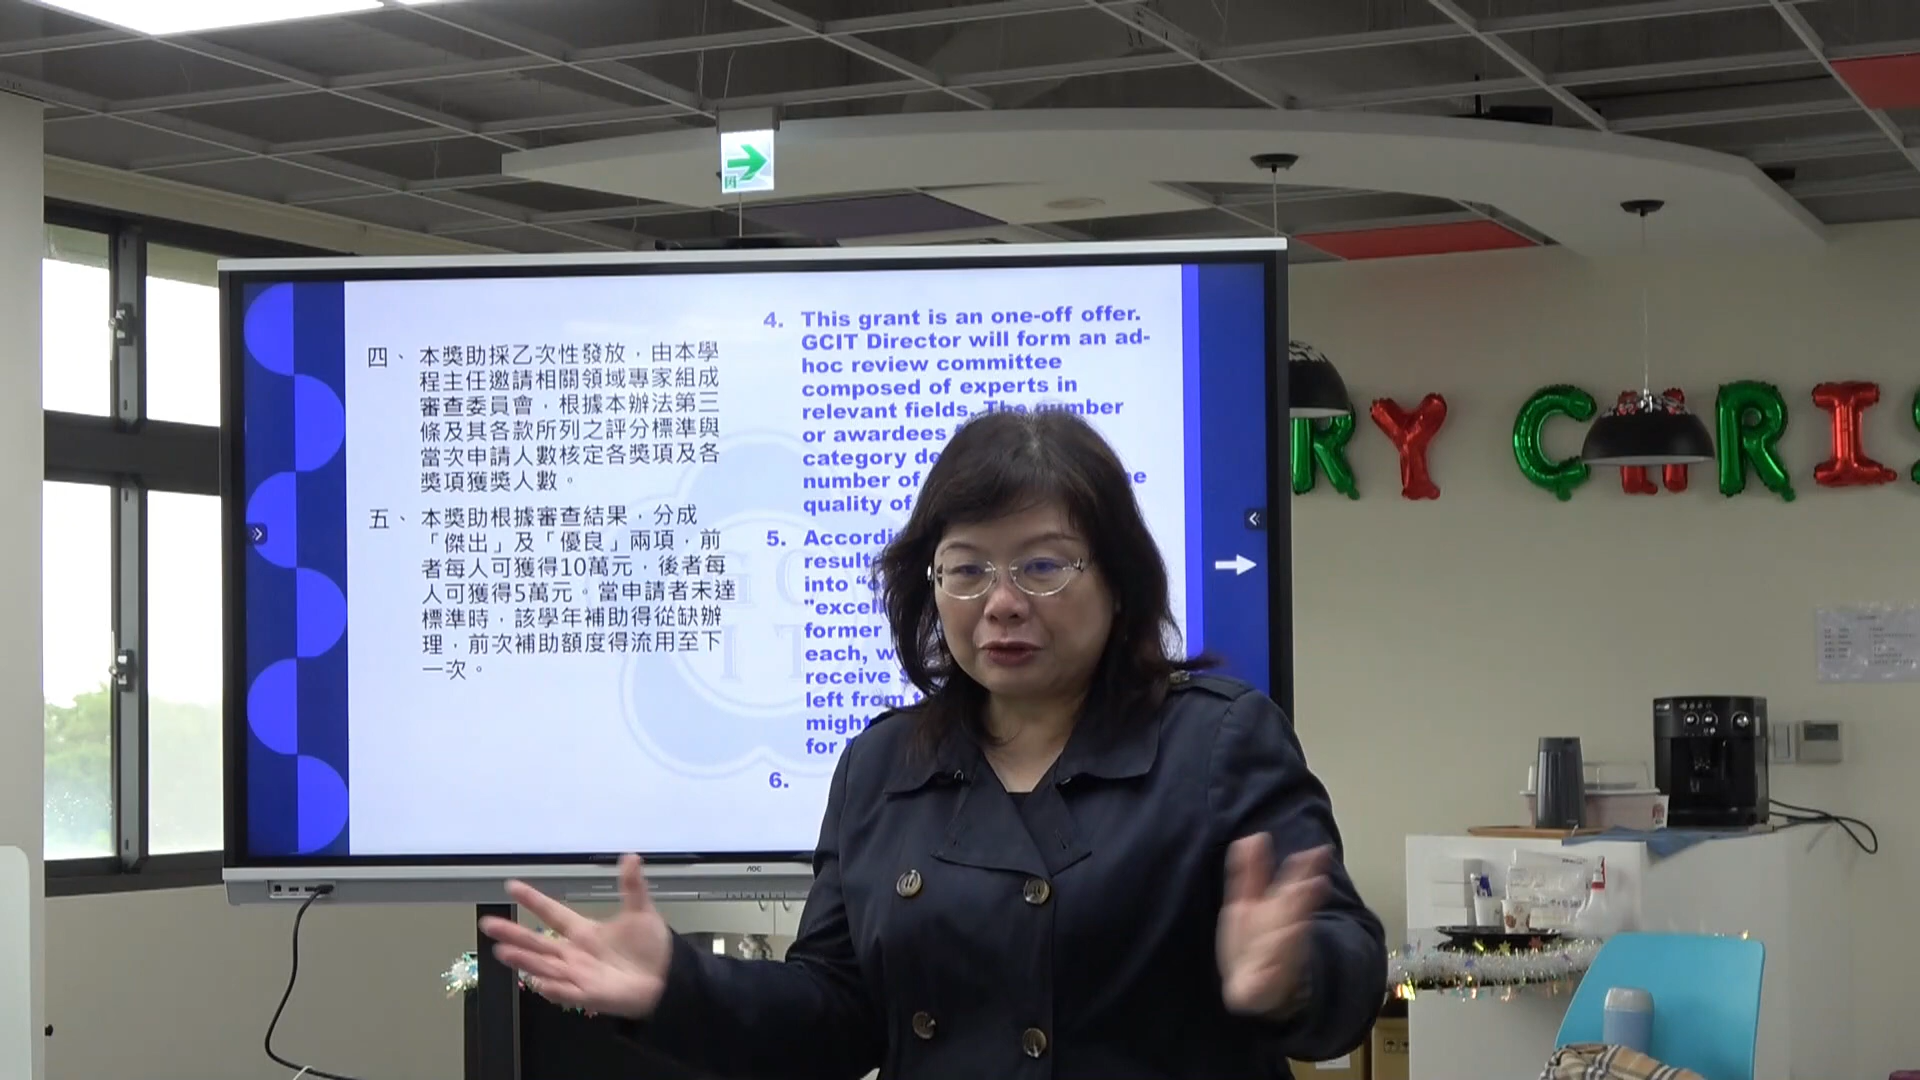 四、本獎助採乙次性發放，由本學
程主任邀請相關領域專家組成
審查委員會，根據本辦法第三
條及其各款所列之評分標準與
當次申請人數核定各獎項及各
獎項獲獎人數。
五、本獎助根據審查結果，分成
「傑出」及「優良」兩項，前
者每人可獲得10萬元，後者每
人可獲得5萬元。當申請者未達
標準時，該學年補助得從缺辦
理，前次補助額度得流用至下
一次。
4. This grant is an one-off offer.
GCIT Director will form an ad-
hoc review committee
composed of experts in
relevant fields. The number
or awardees
category
number of
quality of
5.
into
former
each,
receive
left from
might
for
6.
AOC
RY CHRIS